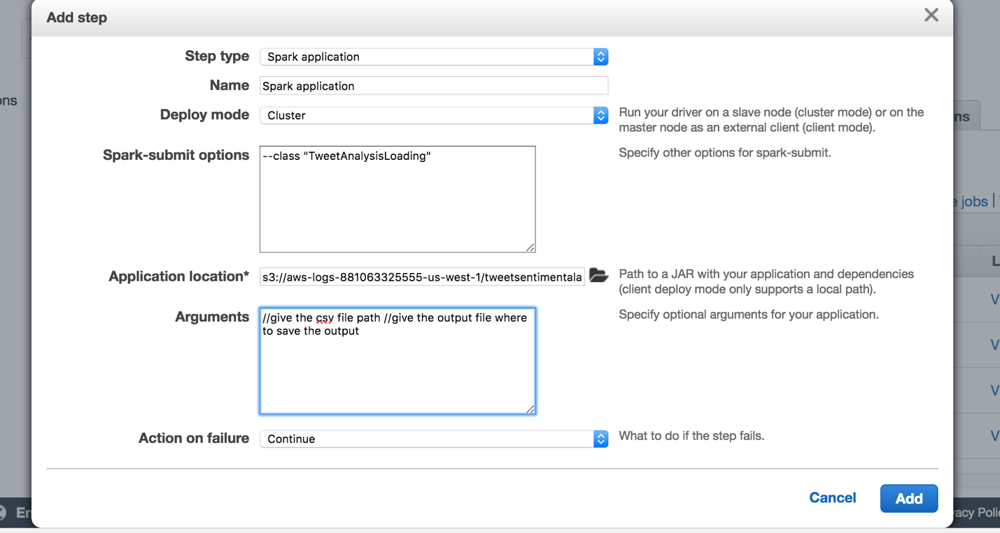 Add step
Step type Spark application
ons
Name Spark application
Deploy mode Cluster
Run your driver on a slave node (cluster mode) or on the
master node as an external client (client mode).
ns
Spark-submit options --class "TweetAnalysisLoading"
Specify other options for spark-submit.
e jobs |
L
Application location* s3://aws-logs-881063325555-us-west-1/tweetsentimentala
Path to a JAR with your application and dependencies
(client deploy mode only supports a local path).
V
Arguments //give the csv file path //give the output file where
to save the output
Specify optional arguments for your application.
V
V
Action on failure Continue
What to do if the step fails.
V
Cancel Add
En
vacy Poli